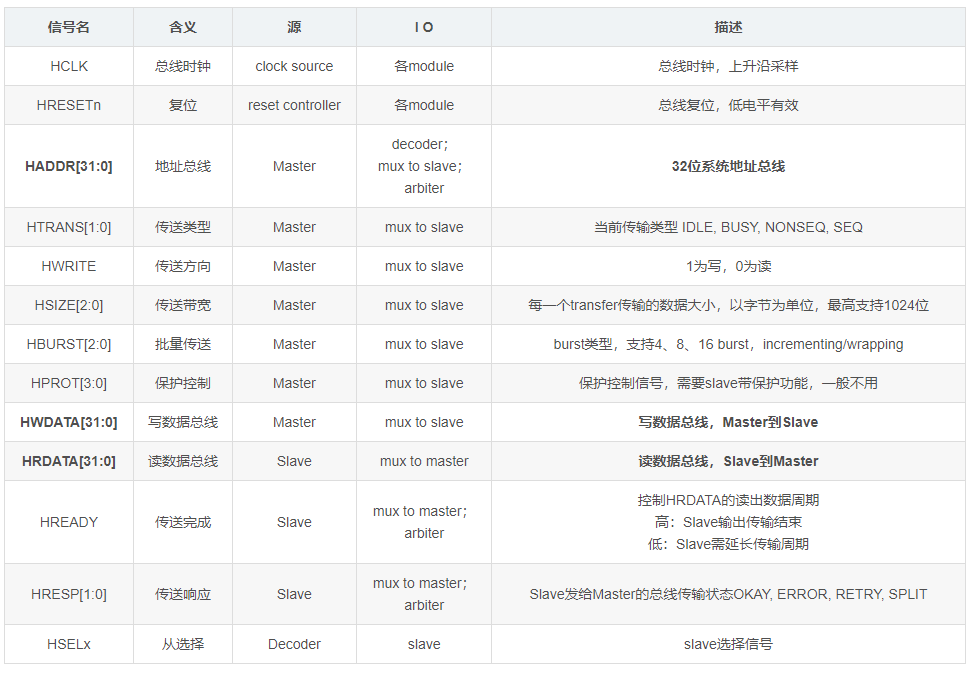 信号名 含义 源 I O 描述
HCLK 总线时钟 clock source 各module 总线时钟，上升沿采样
HRESETn 复位 reset controller 各module 总线复位，低电平有效
HADDR[31:0] 地址总线 Master decoder； mux to slave； arbiter 32位系统地址总线
HTRANS[1:0] 传送类型 Master mux to slave 当前传输类型 IDLE, BUSY, NONSEQ, SEQ
HWRITE 传送方向 Master mux to slave 1为写，0为读
HSIZE[2:0] 传送带宽 Master mux to slave 每一个transfer传输的数据大小，以字节为单位，最高支持1024位
HBURST[2:0] 批量传送 Master mux to slave burst类型，支持4、8、16 burst，incrementing/wrapping
HPROT[3:0] 保护控制 Master mux to slave 保护控制信号，需要slave带保护功能，一般不用
HWDATA[31:0] 写数据总线 Master mux to slave 写数据总线，Master到Slave
HRDATA[31:0] 读数据总线 Slave mux to master 读数据总线，Slave到Master
HREADY 传送完成 Slave mux to master； arbiter 控制HRDATA的读出数据周期
高：Slave输出传输结束
低：Slave需延长传输周期
HRESP[1:0] 传送响应 Slave mux to master； arbiter Slave发给Master的总线传输状态OKAY, ERROR, RETRY, SPLIT
HSELx 从选择 Decoder slave slave选择信号